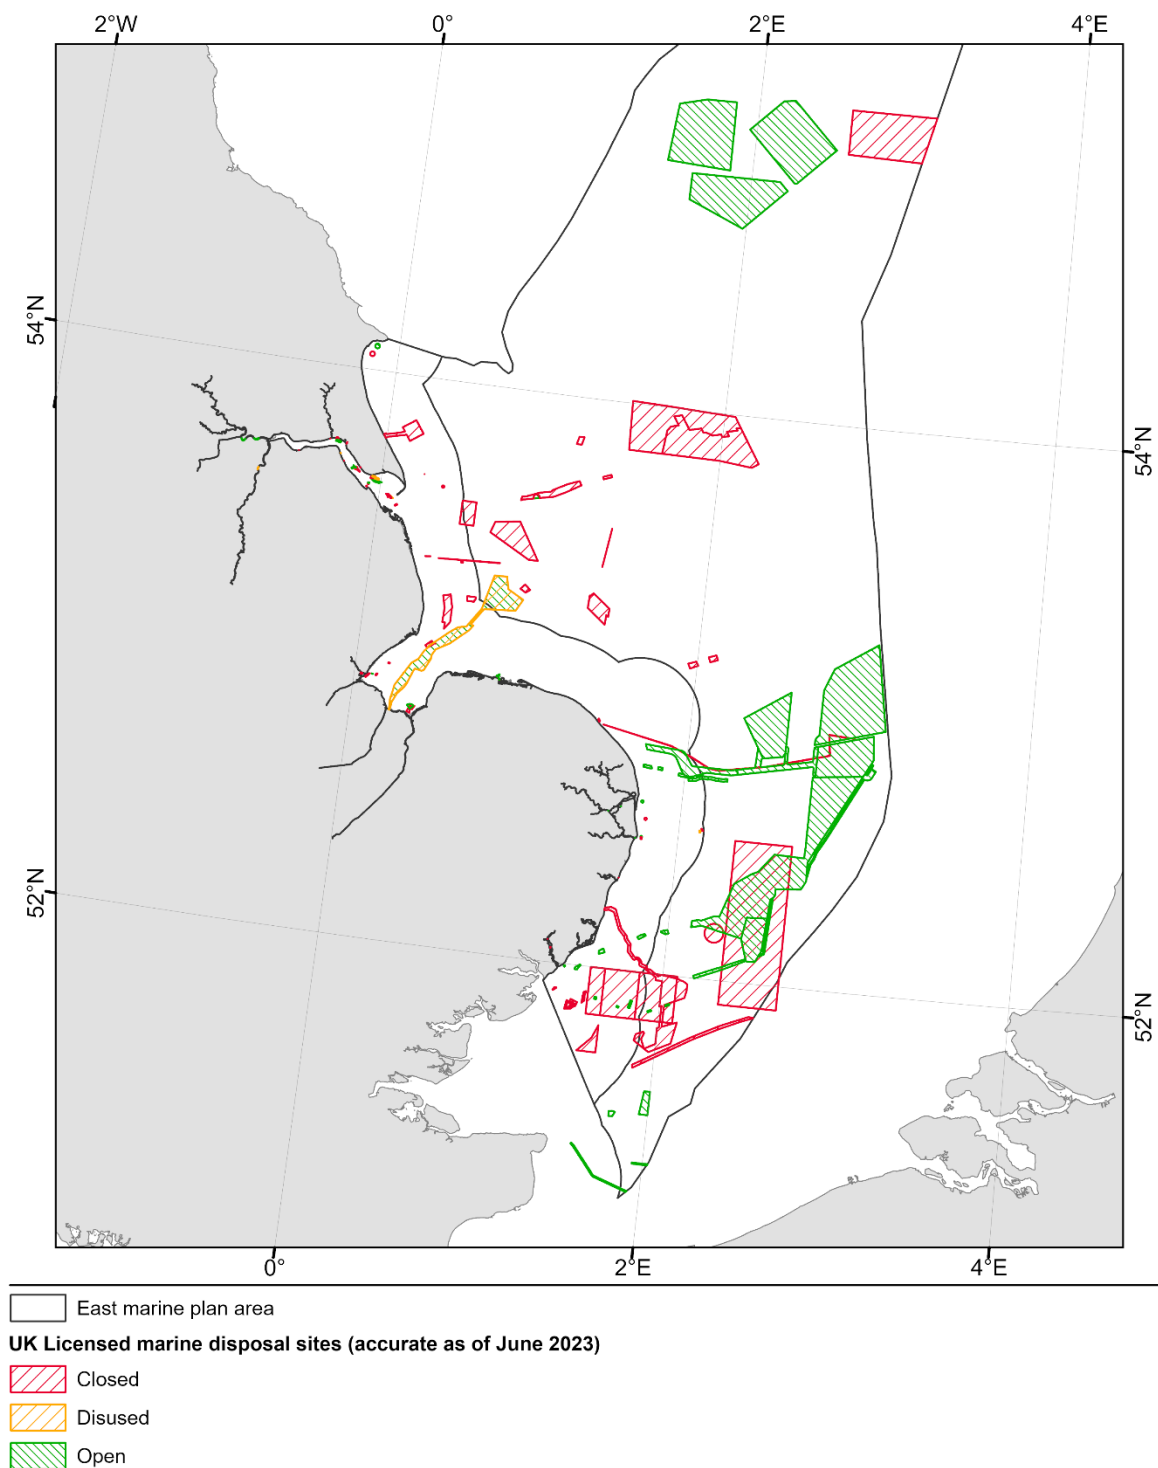 2°W 0° 2°E 4°E
54°N
54°N
52°N
52°N
0° 2°E 4°E
East marine plan area
UK Licensed marine disposal sites (accurate as of June 2023)
Closed
Disused
Open